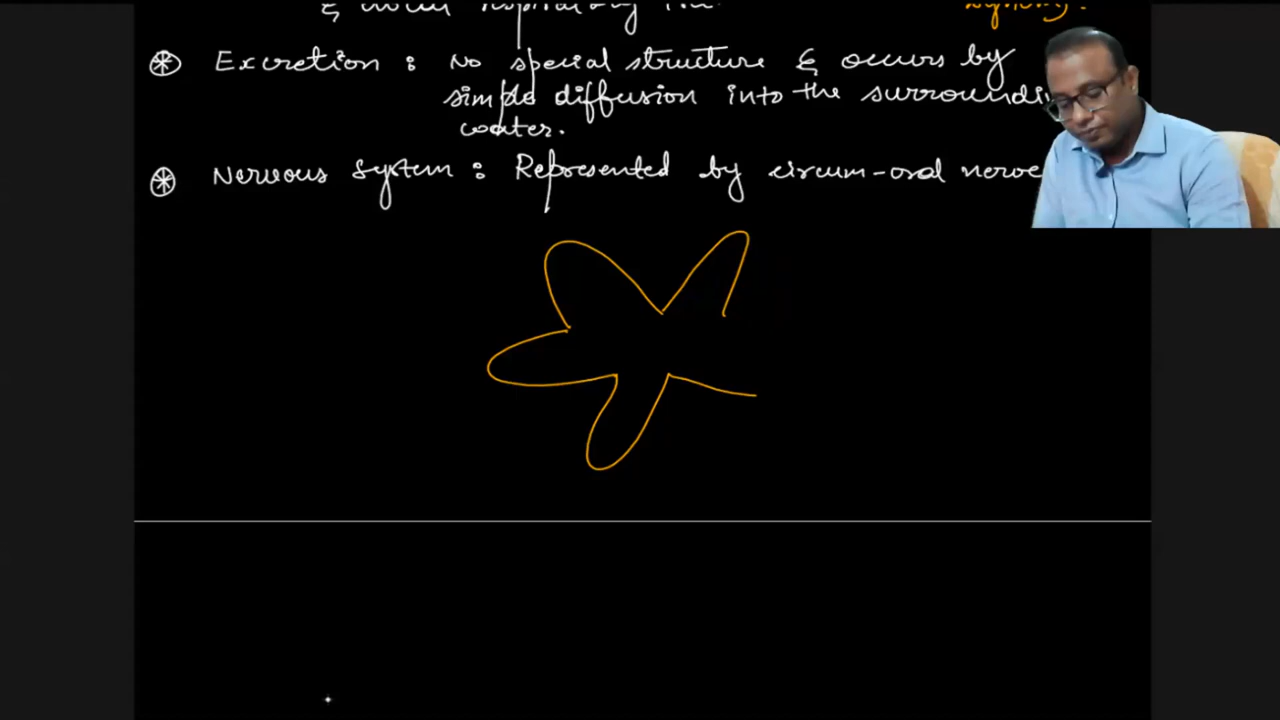 &
⊛ Excretion : No special structure & occurs by
simple diffusion into the surroundi
water.
⊛ Nervous System : Represented by circum-oral nerve